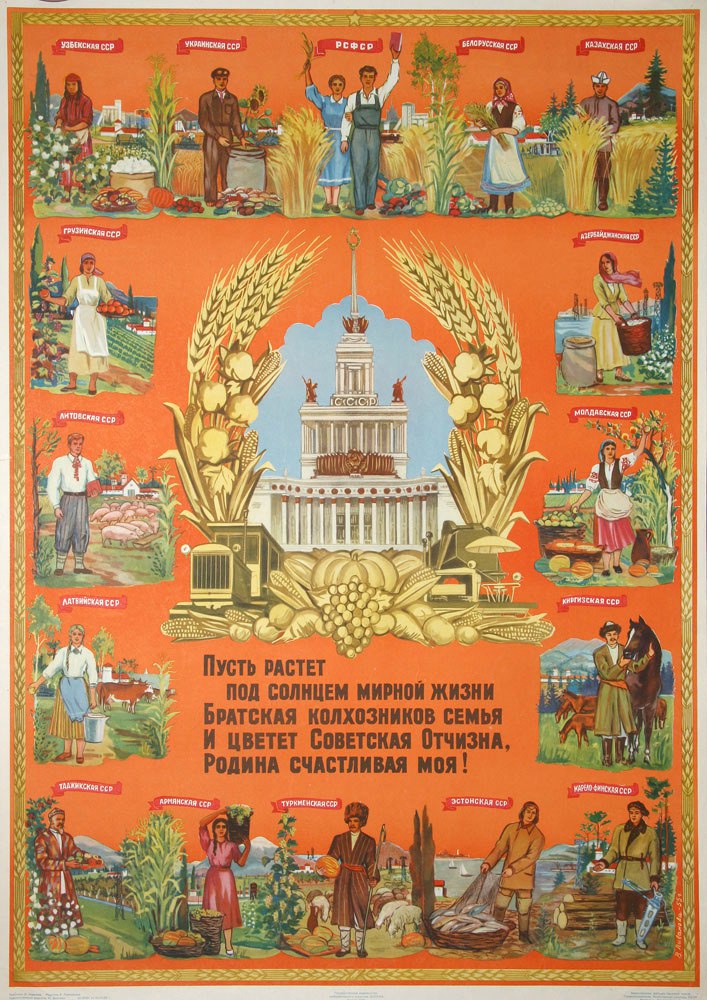 УЗБЕКСКАЯ ССР
УКРАИНСКАЯ ССР
РСФСР
БЕЛОРУССКАЯ ССР
КАЗАХСКАЯ ССР
ГРУЗИНСКАЯ ССР
АЗЕРБАЙДЖАНСКАЯ ССР
СССР
ЛИТОВСКАЯ ССР
МОЛДАВСКАЯ ССР
ЛАТВИЙСКАЯ ССР
КИРГИЗСКАЯ ССР
ПУСТЬ РАСТЕТ
ПОД СОЛНЦЕМ МИРНОЙ ЖИЗНИ
БРАТСКАЯ КОЛХОЗНИКОВ СЕМЬЯ
И ЦВЕТЕТ СОВЕТСКАЯ ОТЧИЗНА,
РОДИНА СЧАСТЛИВАЯ МОЯ!
ТАДЖИКСКАЯ ССР
АРМЯНСКАЯ ССР
ТУРКМЕНСКАЯ ССР
ЭСТОНСКАЯ ССР
КАРЕЛО-ФИНСКАЯ ССР